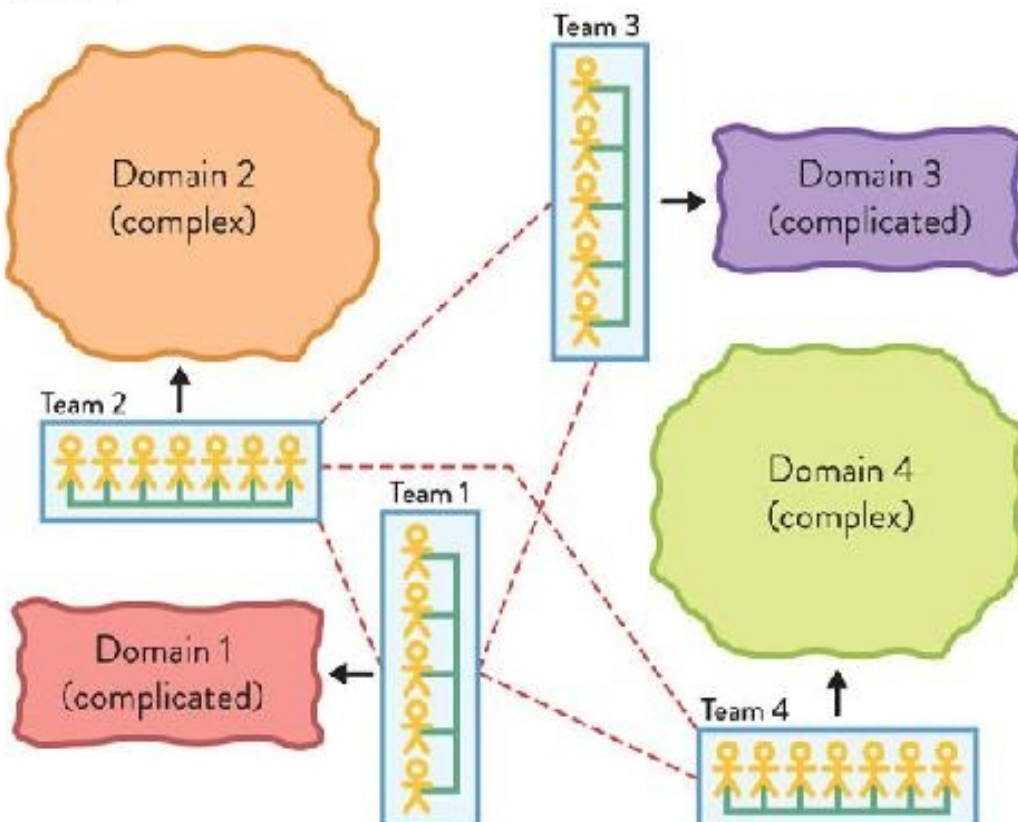 Team 3
Domain 2
(complex)
Domain 3
(complicated)
Team 2
Team 1
Domain 4
(complex)
Domain 1
(complicated)
Team 4